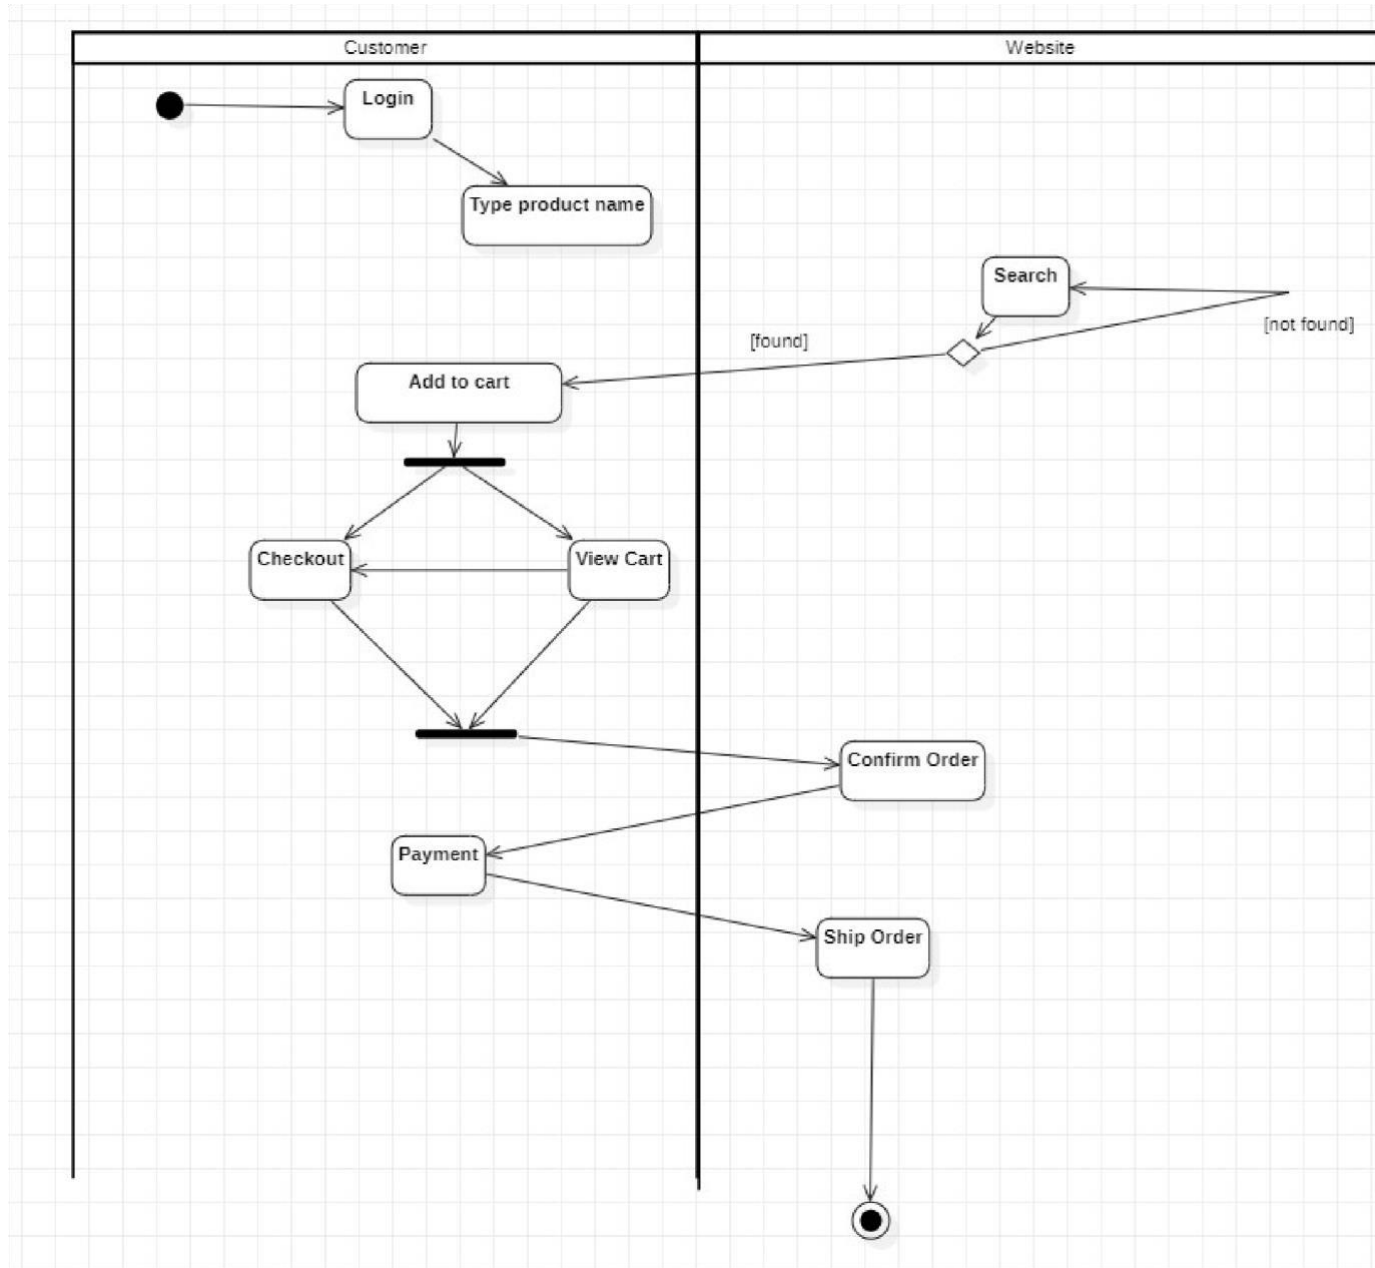 Customer
Website
Login
Type product name
Search
[not found]
[found]
Add to cart
Checkout
View Cart
Confirm Order
Payment
Ship Order